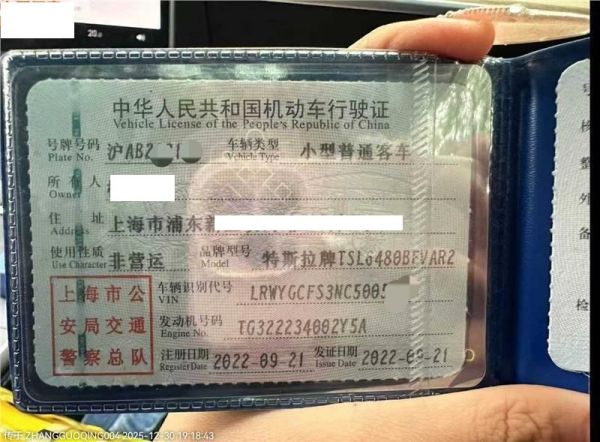 20
中华人民共和国机动车行驶证
Vehicle License of the People's Republic of China
号牌号码 沪AB2 1 车辆类型 小型普通客车
Plate No. Vehicle Type
所有人
Owner
住址 上海市浦东新
Address
使用性质 非营运 品牌型号 特斯拉牌TSL6480BEVAR2
Use Character Model
上海市公 车辆识别代号 LRWYGCFS3NC5005
VIN
安局交通 发动机号码 TG322234002Y5A
Engine No.
警察总队 注册日期 2022-09-21 发证日期 2022-09-21
Register Date Issue Date
传于 ZHANGGUOQING004 2025-12-30 19:18:43